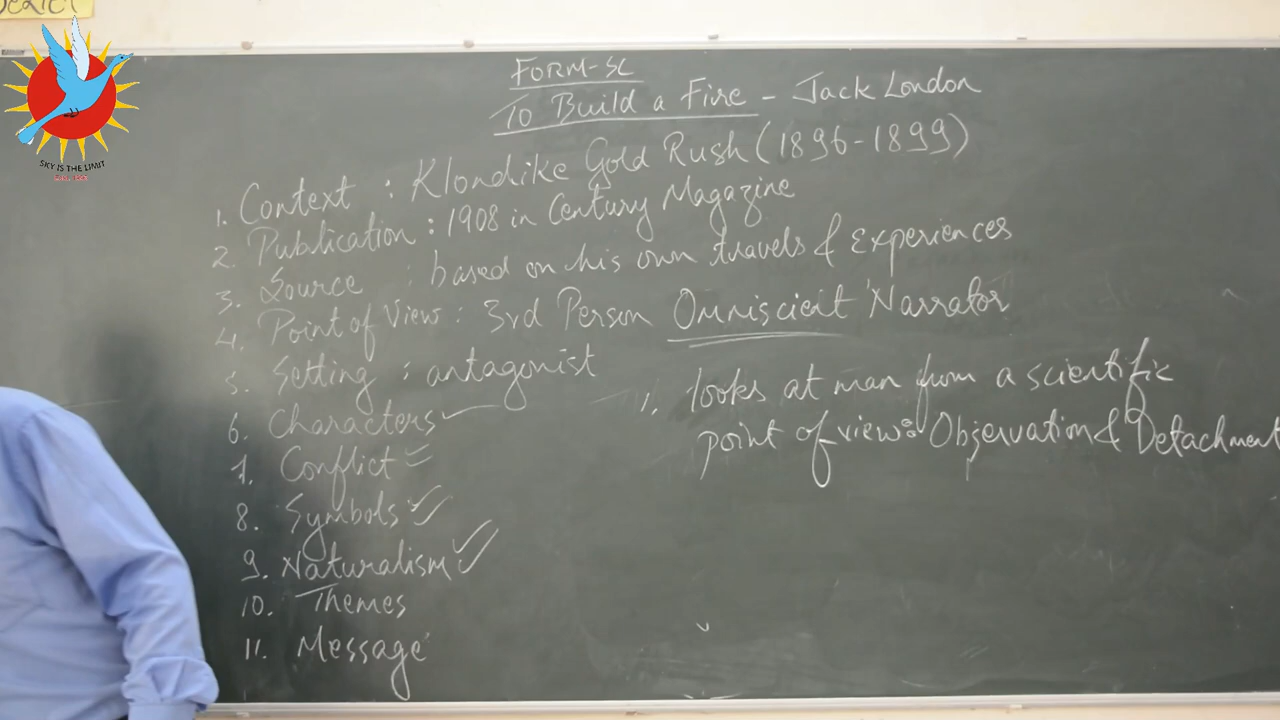 SKY IS THE LIMIT
FORM-SC
To Build a Fire - Jack London
1. Context : Klondike Gold Rush (1896-1899)
2. Publication : 1908 in Century Magazine
3. Source : based on his own travels & Experiences
4. Point of View : 3rd Person Omniscient Narrator
5. Setting : antagonist
6. Characters ✓
7. Conflict ✓
8. Symbols ✓
9. Naturalism ✓
10. Themes
11. Message
1. looks at man from a scientific
point of view: Observation & Detachment